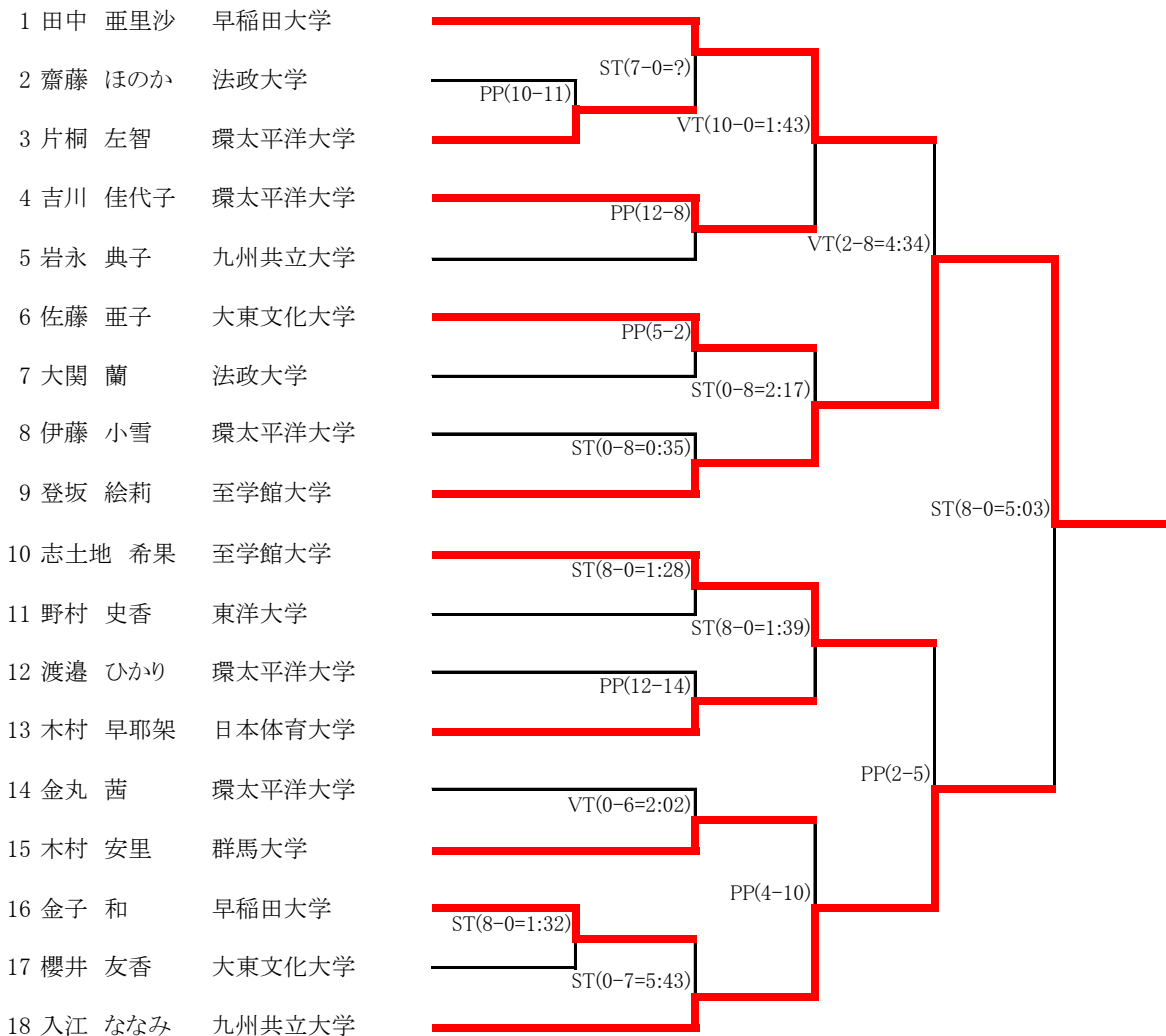 1 田中 亜里沙 早稲田大学
ST(7-0=?)
2 齋藤 ほのか 法政大学
PP(10-11)
VT(10-0=1:43)
3 片桐 左智 環太平洋大学
4 吉川 佳代子 環太平洋大学
PP(12-8)
VT(2-8=4:34)
5 岩永 典子 九州共立大学
6 佐藤 亜子 大東文化大学
PP(5-2)
7 大関 蘭 法政大学
ST(0-8=2:17)
8 伊藤 小雪 環太平洋大学
ST(0-8=0:35)
9 登坂 絵莉 至学館大学
ST(8-0=5:03)
10 志土地 希果 至学館大学
ST(8-0=1:28)
11 野村 史香 東洋大学
ST(8-0=1:39)
12 渡邉 ひかり 環太平洋大学
PP(12-14)
13 木村 早耶架 日本体育大学
PP(2-5)
14 金丸 茜 環太平洋大学
VT(0-6=2:02)
15 木村 安里 群馬大学
PP(4-10)
16 金子 和 早稲田大学
ST(8-0=1:32)
17 櫻井 友香 大東文化大学
ST(0-7=5:43)
18 入江 ななみ 九州共立大学